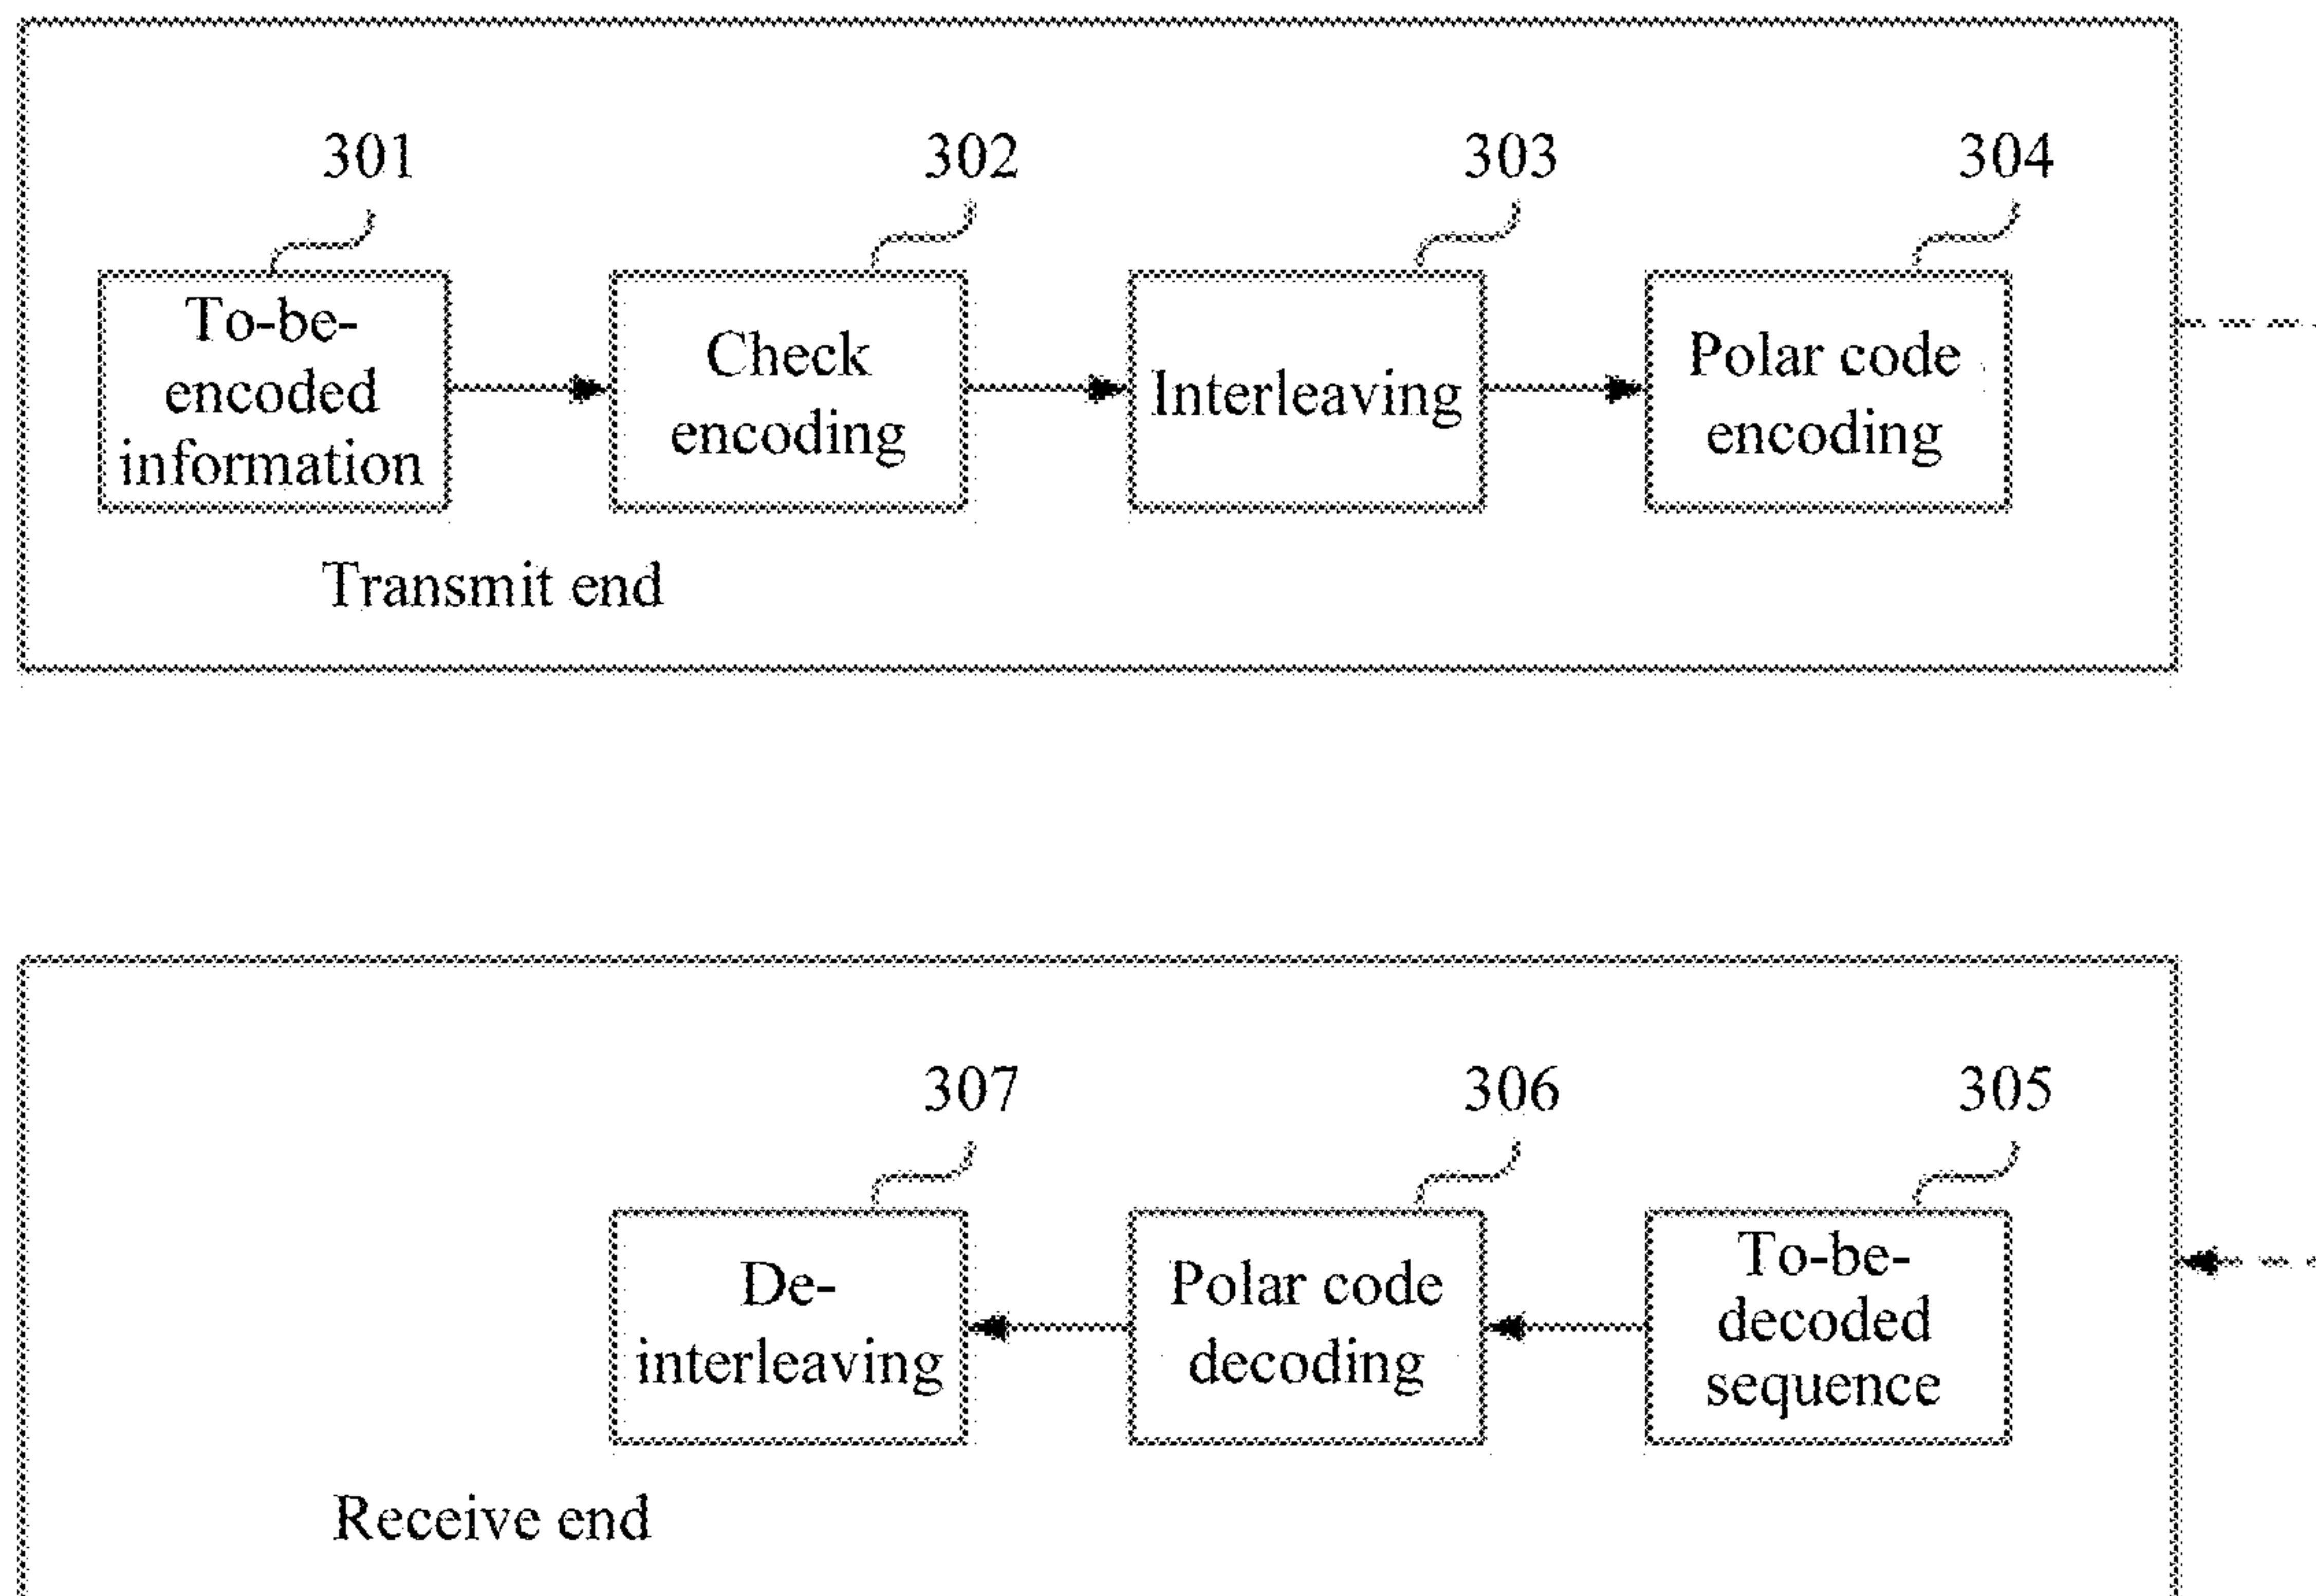 301
302
303
304
To-be-
encoded
information
Check
encoding
Interleaving
Polar code
encoding
Transmit end
307
306
305
De-
interleaving
Polar code
decoding
To-be-
decoded
sequence
Receive end